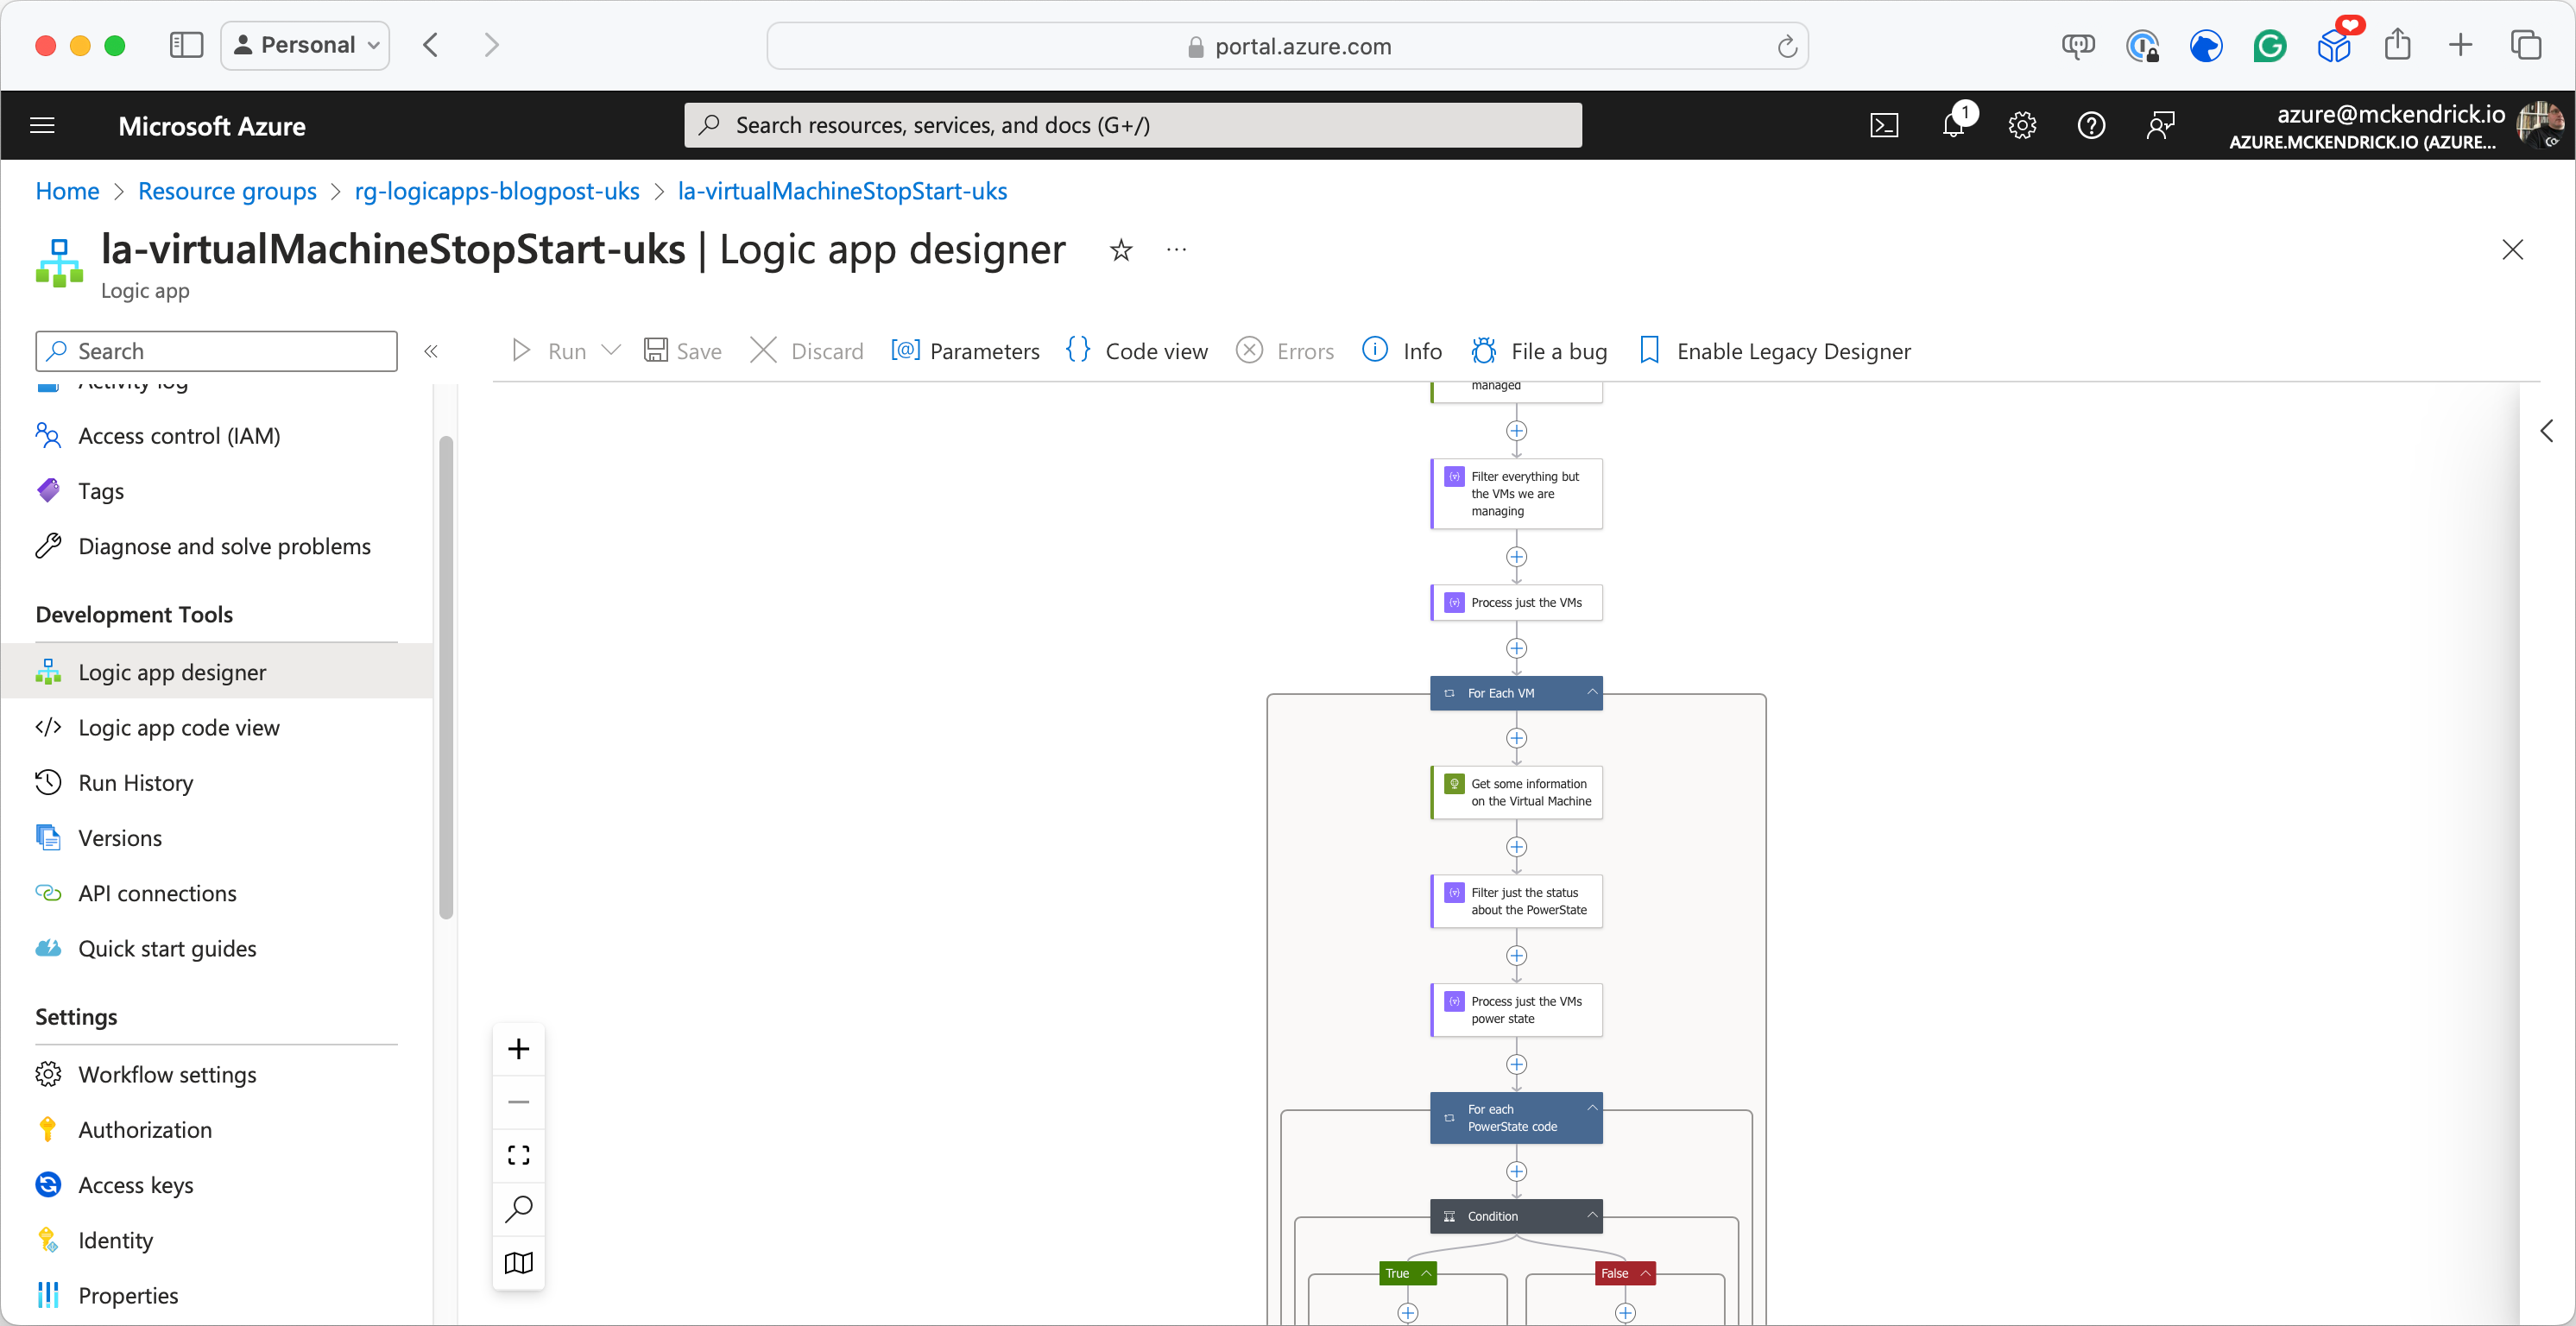 Personal
portal.azure.com
Microsoft Azure
Search resources, services, and docs (G+/)
1
azure@mckendrick.io
AZURE.MCKENDRICK.IO (AZURE...
Home > Resource groups > rg-logicapps-blogpost-uks > la-virtualMachineStopStart-uks
la-virtualMachineStopStart-uks | Logic app designer
Logic app
Search
Run
Save
Discard
Parameters
Code view
Errors
Info
File a bug
Enable Legacy Designer
Activity log
Access control (IAM)
Tags
Diagnose and solve problems
Development Tools
Logic app designer
Logic app code view
Run History
Versions
API connections
Quick start guides
Settings
Workflow settings
Authorization
Access keys
Identity
Properties
managed
Filter everything but
the VMs we are
managing
Process just the VMs
For Each VM
Get some information
on the Virtual Machine
Filter just the status
about the PowerState
Process just the VMs
power state
For each
PowerState code
Condition
True
False